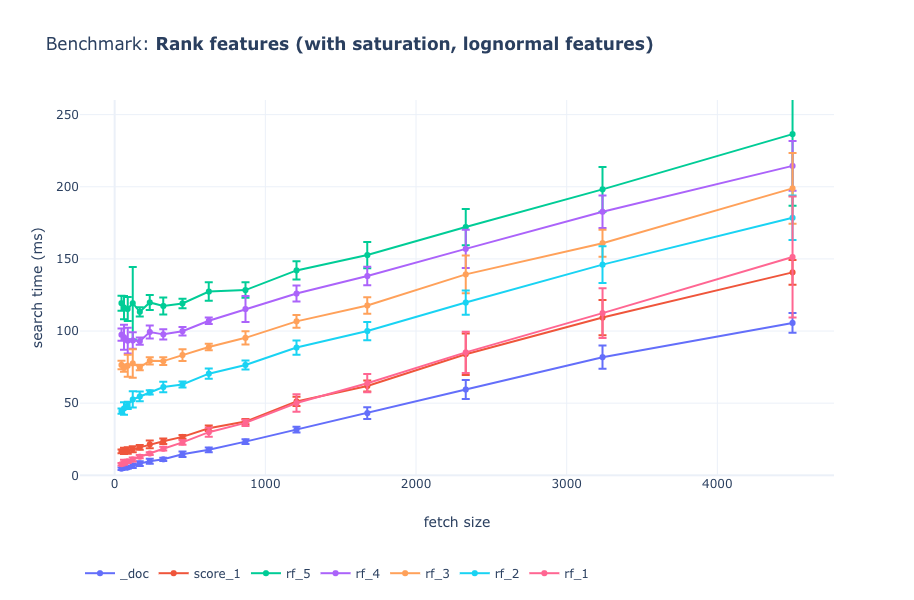 Benchmark: Rank features (with saturation, lognormal features)
250
200
150
100
50
0
search time (ms)
0 1000 2000 3000 4000
fetch size
_doc score_1 rf_5 rf_4 rf_3 rf_2 rf_1